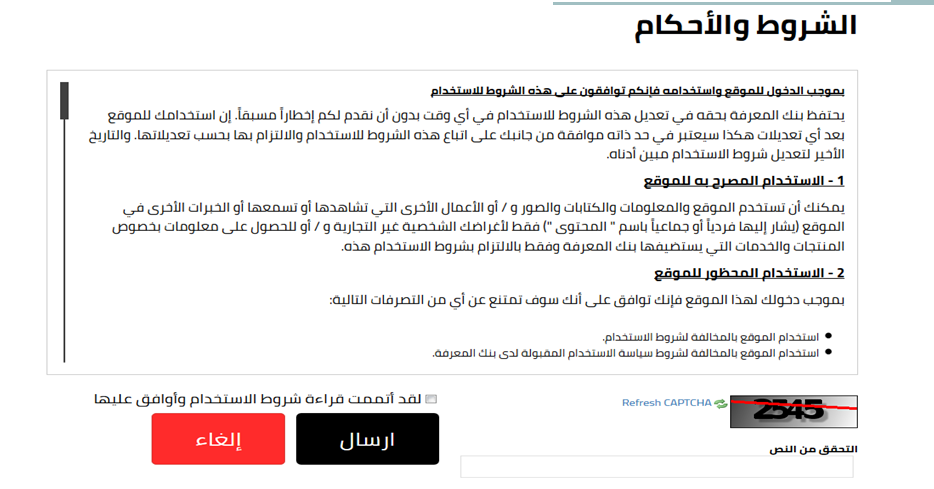 الشروط والأحكام
بموجب الدخول للموقع واستخدامه فإنكم توافقون على هذه الشروط للاستخدام
يحتفظ بنك المعرفة بحقه في تعديل هذه الشروط للاستخدام في أي وقت بدون أن نقدم لكم إخطاراً مسبقاً. إن استخدامك للموقع
بعد أي تعديلات هكذا سيعتبر في حد ذاته موافقة من جانبك على اتباع هذه الشروط للاستخدام والالتزام بها بحسب تعديلاتها. والتاريخ
الأخير لتعديل شروط الاستخدام مبين أدناه.
1 - الاستخدام المصرح به للموقع
يمكنك أن تستخدم الموقع والمعلومات والكتابات والصور و / أو الأعمال الأخرى التي تشاهدها أو تسمعها أو الخبرات الأخرى في
الموقع (يشار إليها فردياً أو جماعياً باسم " المحتوى ") فقط لأغراضك الشخصية غير التجارية و / أو للحصول على معلومات بخصوص
المنتجات والخدمات التي يستضيفها بنك المعرفة وفقط بالالتزام بشروط الاستخدام هذه.
2 - الاستخدام المحظور للموقع
بموجب دخولك لهذا الموقع فإنك توافق على أنك سوف تمتنع عن أي من التصرفات التالية:
استخدام الموقع بالمخالفة لشروط الاستخدام.
استخدام الموقع بالمخالفة لشروط سياسة الاستخدام المقبولة لدى بنك المعرفة.
2545
Refresh CAPTCHA
لقد أتممت قراءة شروط الاستخدام وأوافق عليها
التحقق من النص
ارسال
إلغاء